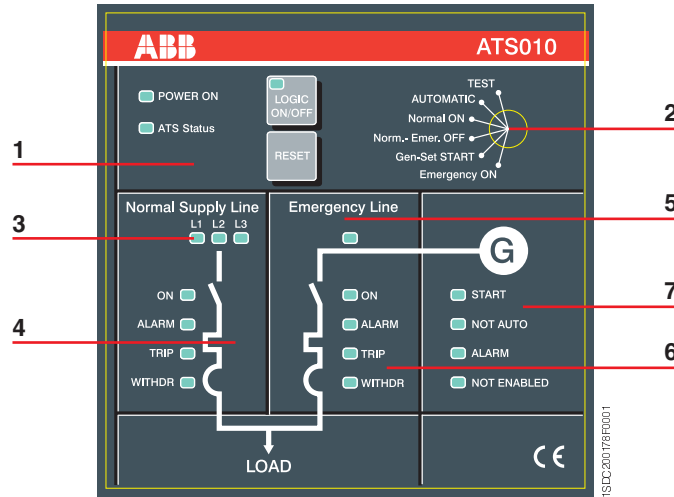 ABB
ATS010
POWER ON
ATS Status
LOGIC
ON/OFF
RESET
TEST
AUTOMATIC
Normal ON
Norm.- Emer. OFF
Gen-Set START
Emergency ON
1
2
Normal Supply Line
L1 L2 L3
3
ON
ALARM
TRIP
WITHDR
4
Emergency Line
5
ON
ALARM
TRIP
WITHDR
6
G
START
NOT AUTO
ALARM
NOT ENABLED
7
LOAD
CE
1SDC200178F0001